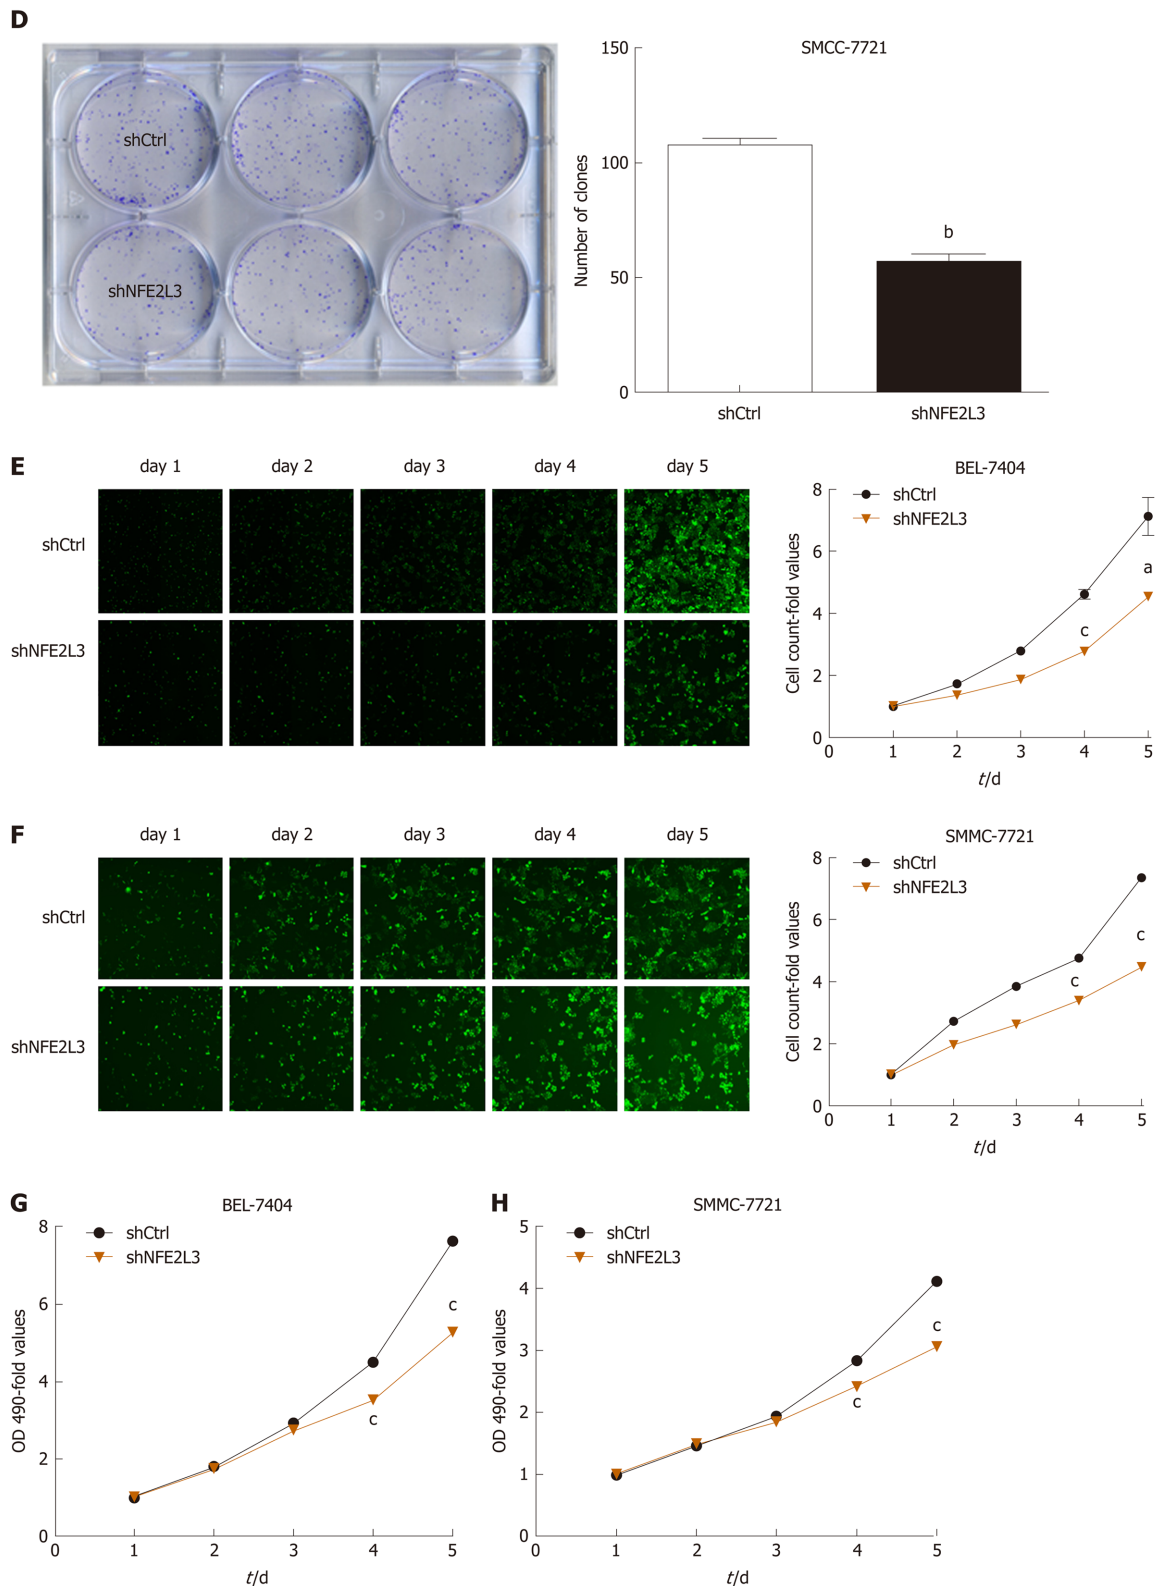 D
shCtrl
shNFE2L3
SMCC-7721
150
100
50
0
Number of clones
b
shCtrl
shNFE2L3
E
day 1 day 2 day 3 day 4 day 5
shCtrl
shNFE2L3
BEL-7404
shCtrl
shNFE2L3
8
6
4
2
0
Cell count-fold values
a
c
0 1 2 3 4 5
t/d
F
day 1 day 2 day 3 day 4 day 5
shCtrl
shNFE2L3
SMMC-7721
shCtrl
shNFE2L3
8
6
4
2
0
Cell count-fold values
c
c
0 1 2 3 4 5
t/d
G
BEL-7404
shCtrl
shNFE2L3
8
6
4
2
0
OD 490-fold values
c
c
0 1 2 3 4 5
t/d
H
SMMC-7721
shCtrl
shNFE2L3
5
4
3
2
1
0
OD 490-fold values
c
c
0 1 2 3 4 5
t/d